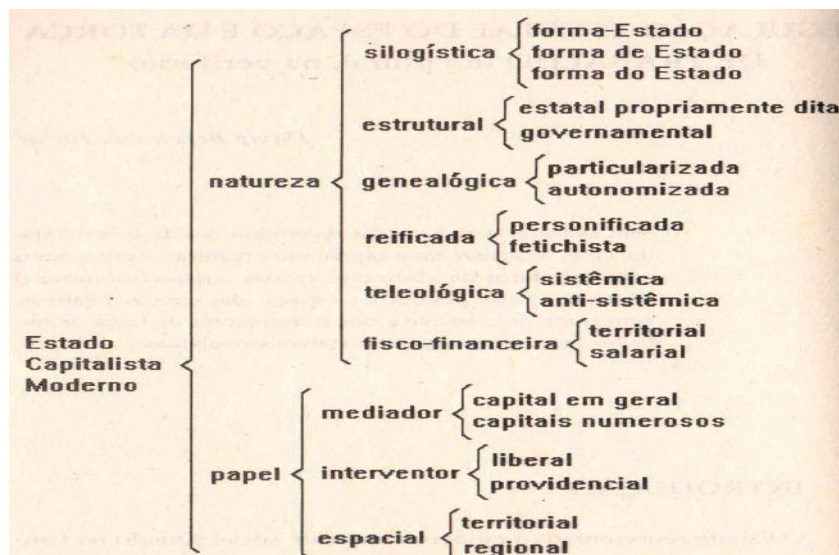 silogística
forma-Estado
forma de Estado
forma do Estado
estrutural
estatal propriamente dita
governamental
natureza
genealógica
particularizada
autonomizada
reificada
personificada
fetichista
teleológica
sistêmica
anti-sistêmica
fisco-financeira
territorial
salarial
Estado
Capitalista
Moderno
mediador
capital em geral
capitais numerosos
papel
interventor
liberal
providencial
espacial
territorial
regional